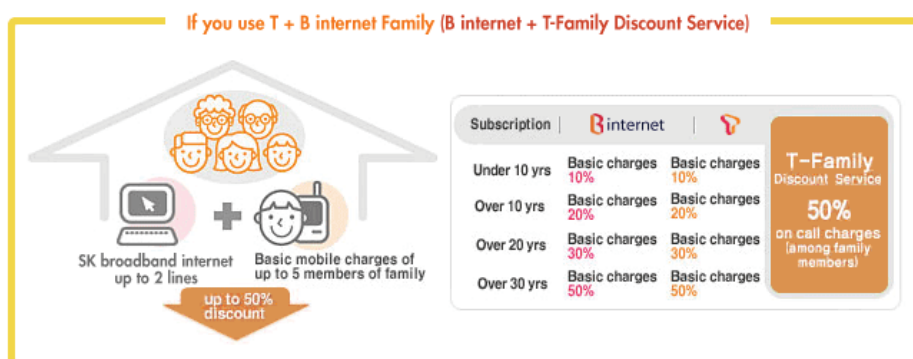 If you use T + B internet Family (B internet + T-Family Discount Service)
SK broadband internet
up to 2 lines
Basic mobile charges of
up to 5 members of family
up to 50%
discount
Subscription B internet T
Under 10 yrs Basic charges 10% Basic charges 10%
Over 10 yrs Basic charges 20% Basic charges 20%
Over 20 yrs Basic charges 30% Basic charges 30%
Over 30 yrs Basic charges 50% Basic charges 50%
T-Family
Discount Service
50%
on call charges
(among family
members)